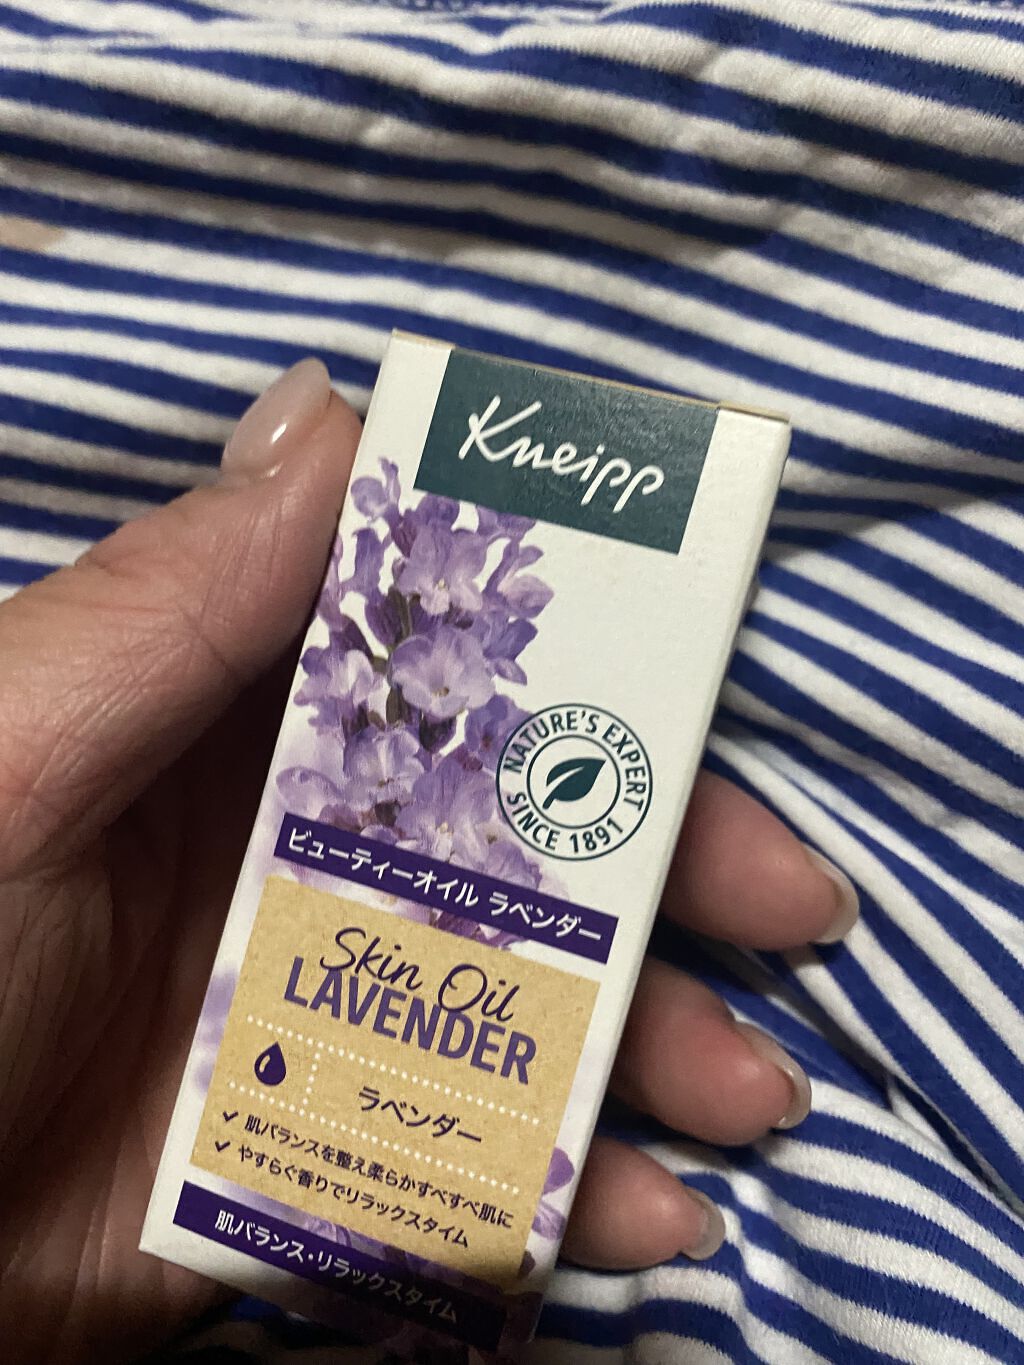 Kneipp
NATURE'S EXPERT
SINCE 1891
ビューティーオイル ラベンダー
Skin Oil
LAVENDER
ラベンダー
肌バランスを整え柔らかすべすべ肌に
やすらぐ香りでリラックスタイム
肌バランス・リラックスタイム